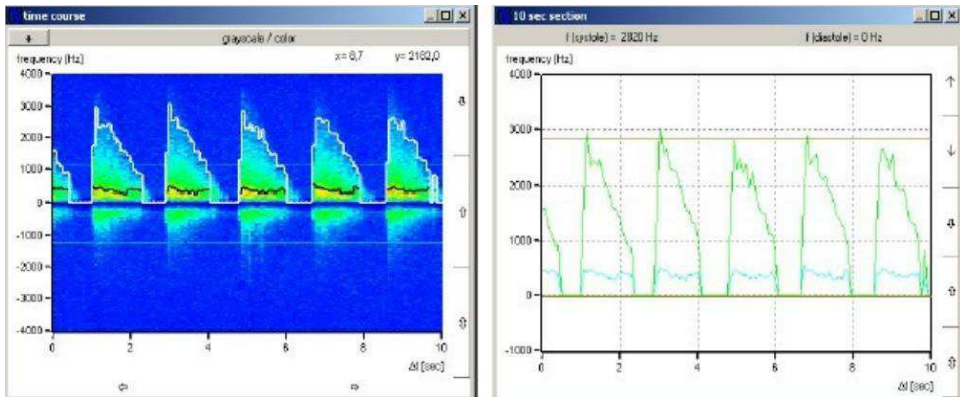 time course
+
grayscale / color
frequency [Hz]
x= 6,7 y= 2162,0
4000
3000
2000
1000
0
-1000
-2000
-3000
-4000
0 2 4 6 8 10
Δt [sec]
10 sec section
f (systole) = 2820 Hz f (diastole) = 0 Hz
frequency [Hz]
4000
3000
2000
1000
0
-1000
0 2 4 6 8 10
Δt [sec]